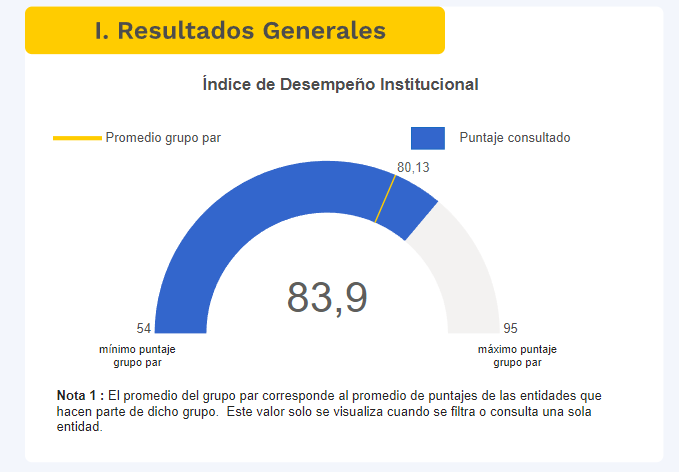 I. Resultados Generales
Índice de Desempeño Institucional
Promedio grupo par
Puntaje consultado
80,13
83,9
54
95
mínimo puntaje
grupo par
máximo puntaje
grupo par
Nota 1 : El promedio del grupo par corresponde al promedio de puntajes de las entidades que
hacen parte de dicho grupo.  Este valor solo se visualiza cuando se filtra o consulta una sola
entidad.